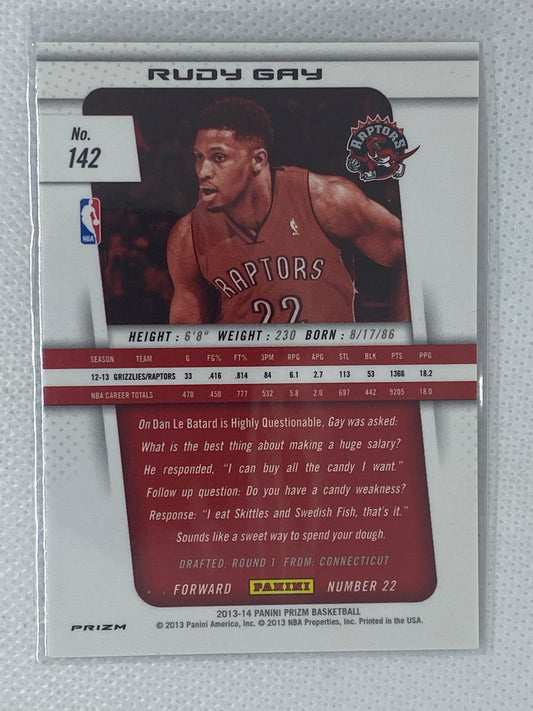 RUDY GAY
No.
142
RAPTORS
NBA
RAPTORS
22
HEIGHT : 6'8" WEIGHT : 230 BORN : 8/17/86
SEASON TEAM G FG% FT% 3PM RPG APG STL BLK PTS PPG
12-13 GRIZZLIES/RAPTORS 33 .416 .814 84 6.1 2.7 113 53 1366 18.2
NBA CAREER TOTALS 470 .450 .777 532 5.8 2.0 697 442 9205 18.0
On Dan Le Batard is Highly Questionable, Gay was asked:
What is the best thing about making a huge salary?
He responded, "I can buy all the candy I want."
Follow up question: Do you have a candy weakness?
Response: "I eat Skittles and Swedish Fish, that's it."
Sounds like a sweet way to spend your dough.
DRAFTED: ROUND 1 FROM: CONNECTICUT
FORWARD PANINI NUMBER 22
2013-14 PANINI PRIZM BASKETBALL
PRIZM © 2013 Panini America, Inc. © 2013 NBA Properties, Inc. Printed in the USA.